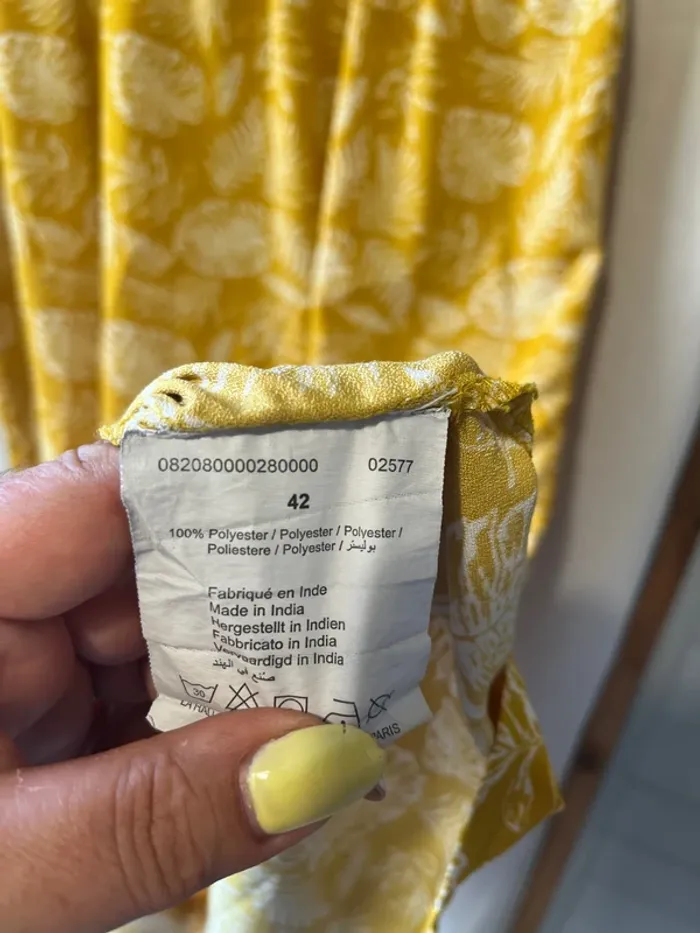 082080000280000 02577
42
100% Polyester / Polyester / Polyester /
Poliestere / Polyester / بوليستر
Fabriqué en Inde
Made in India
Hergestellt in Indien
Fabbricato in India
Vervaardigd in India
صنع في الهند
30
PARIS